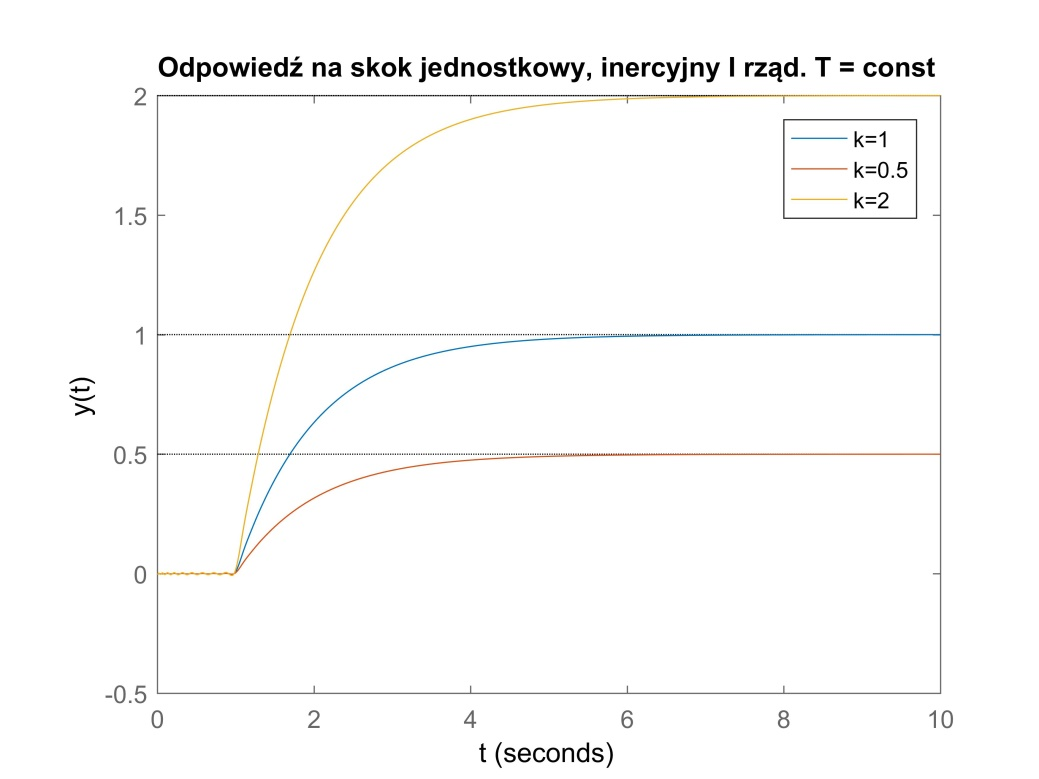 Odpowiedź na skok jednostkowy, inercyjny I rząd. T = const
2
1.5
1
0.5
0
-0.5
y(t)
k=1
k=0.5
k=2
0 2 4 6 8 10
t (seconds)